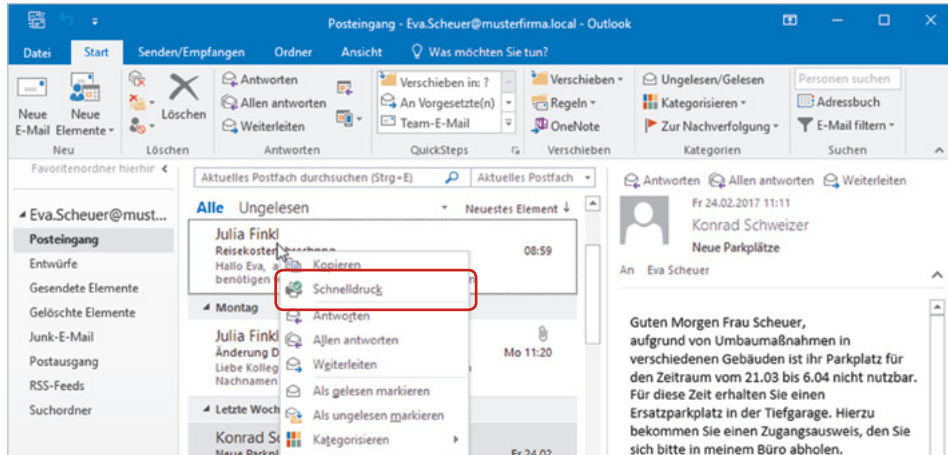 Posteingang - Eva.Scheuer@musterfirma.local - Outlook
Datei Start Senden/Empfangen Ordner Ansicht Was möchten Sie tun?
Neue E-Mail
Neue Elemente
Löschen
Antworten
Allen antworten
Weiterleiten
Verschieben in: ?
An Vorgesetzte(n)
Team-E-Mail
Verschieben
Regeln
OneNote
Ungelesen/Gelesen
Kategorisieren
Zur Nachverfolgung
Personen suchen
Adressbuch
E-Mail filtern
Neu Löschen Antworten QuickSteps Verschieben Kategorien Suchen
Favoritenordner hierhir
Eva.Scheuer@must...
Posteingang
Entwürfe
Gesendete Elemente
Gelöschte Elemente
Junk-E-Mail
Postausgang
RSS-Feeds
Suchordner
Aktuelles Postfach durchsuchen (Strg+E) Aktuelles Postfach
Alle Ungelesen Neuestes Element ↓
Julia Finkl
08:59
Hallo Eva,
benötigen
Montag
Julia Finkl
Änderung D
Mo 11:20
Liebe Kolleg
Nachnamen
Letzte Woch
Konrad Sc
Neue Parkpl
Fr 24.02
Kopieren
Schnelldruck
Antworten
Allen antworten
Weiterleiten
Als gelesen markieren
Als ungelesen markieren
Kategorisieren
Antworten Allen antworten Weiterleiten
Fr 24.02.2017 11:11
Konrad Schweizer
Neue Parkplätze
An Eva Scheuer
Guten Morgen Frau Scheuer,
aufgrund von Umbaumaßnahmen in
verschiedenen Gebäuden ist ihr Parkplatz für
den Zeitraum vom 21.03 bis 6.04 nicht nutzbar.
Für diese Zeit erhalten Sie einen
Ersatzparkplatz in der Tiefgarage. Hierzu
bekommen Sie einen Zugangsausweis, den Sie
sich bitte in meinem Büro abholen.